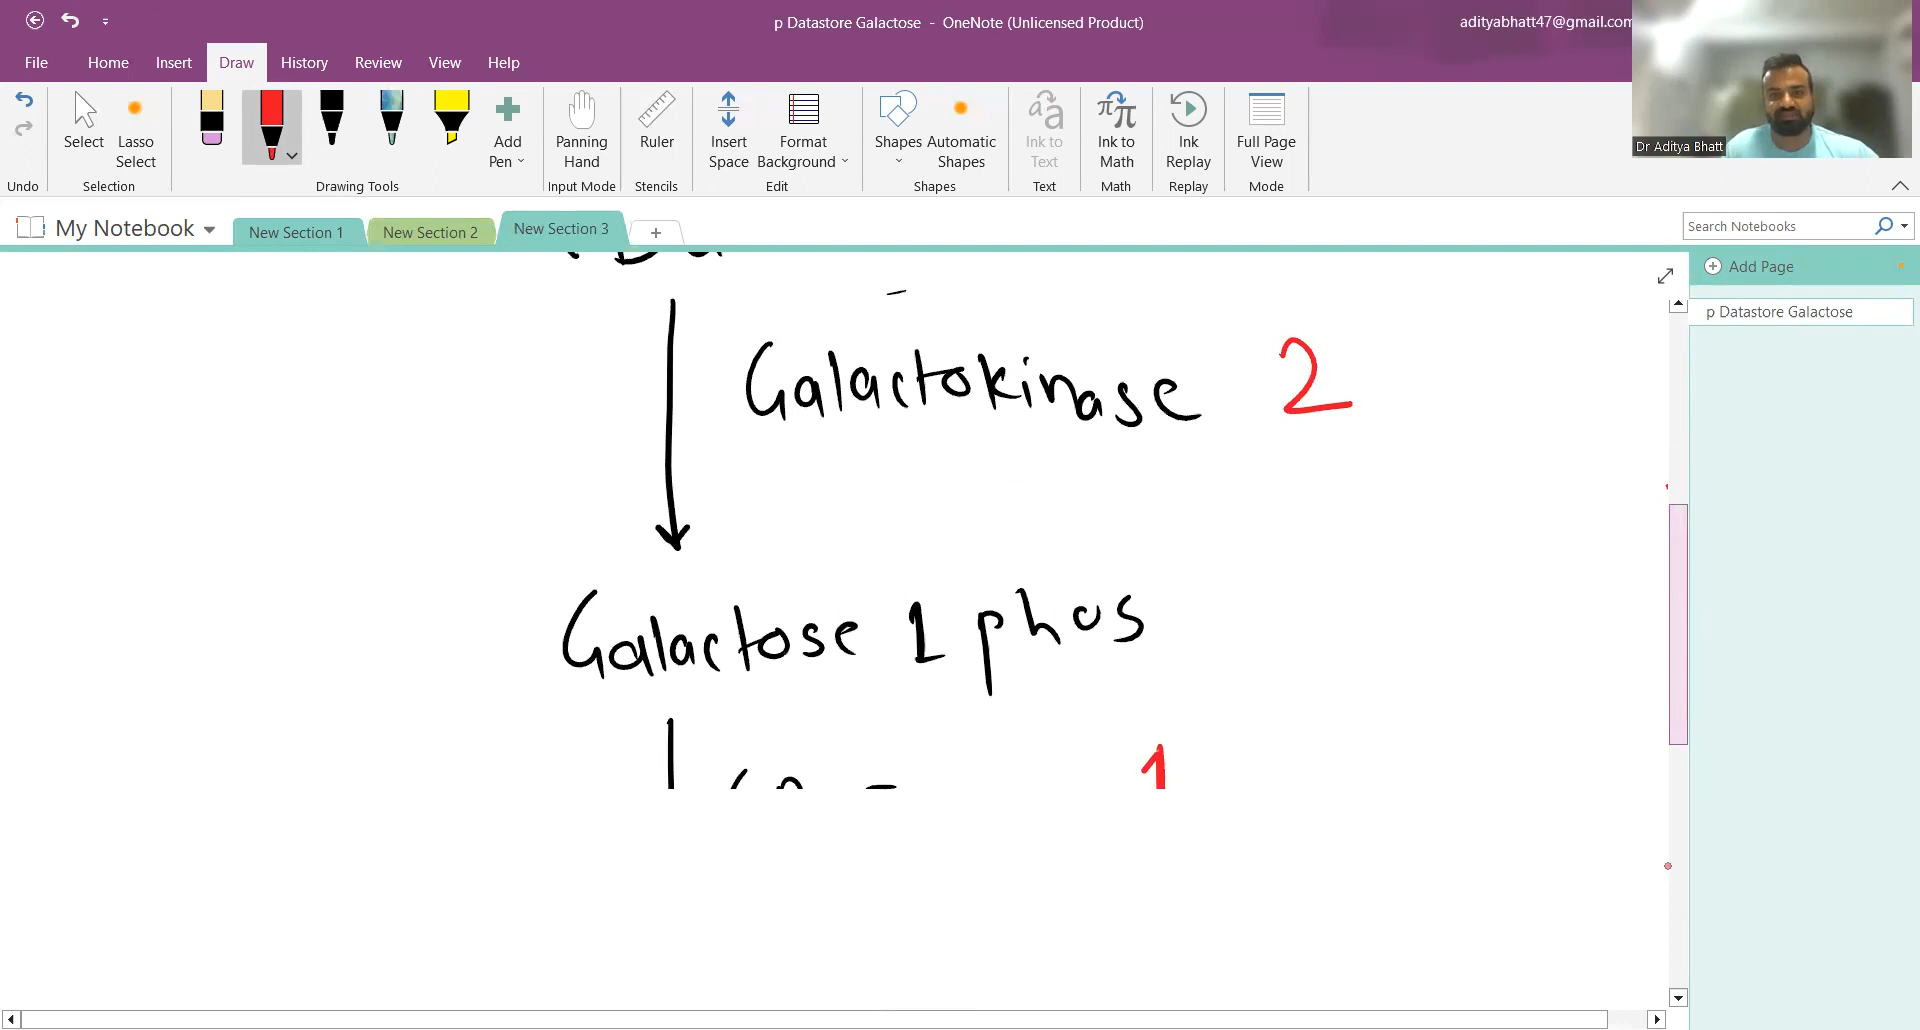 p Datastore Galactose - OneNote (Unlicensed Product)
adityabhatt47@gmail.com
File Home Insert Draw History Review View Help
Select
Lasso Select
Add Pen
Panning Hand
Ruler
Insert Space
Format Background
Shapes
Automatic Shapes
Ink to Text
Ink to Math
Ink Replay
Full Page View
Dr Aditya Bhatt
Undo Selection Drawing Tools Input Mode Stencils Edit Shapes Text Math Replay Mode
My Notebook New Section 1 New Section 2 New Section 3
Search Notebooks
Add Page
p Datastore Galactose
Galactokinase 2
Galactose 1 phos
1